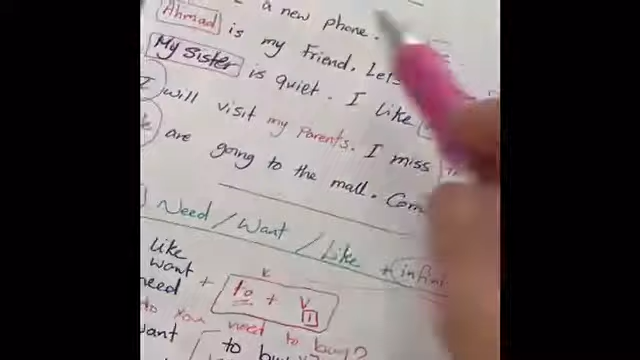 a new phone.
Ahmad is my friend. Let's
My sister is quiet. I like
I will visit my parents. I miss
are going to the mall. Com
Need / Want / Like + infini
like
want
need + to + V1
to you need to buy?
want to buy